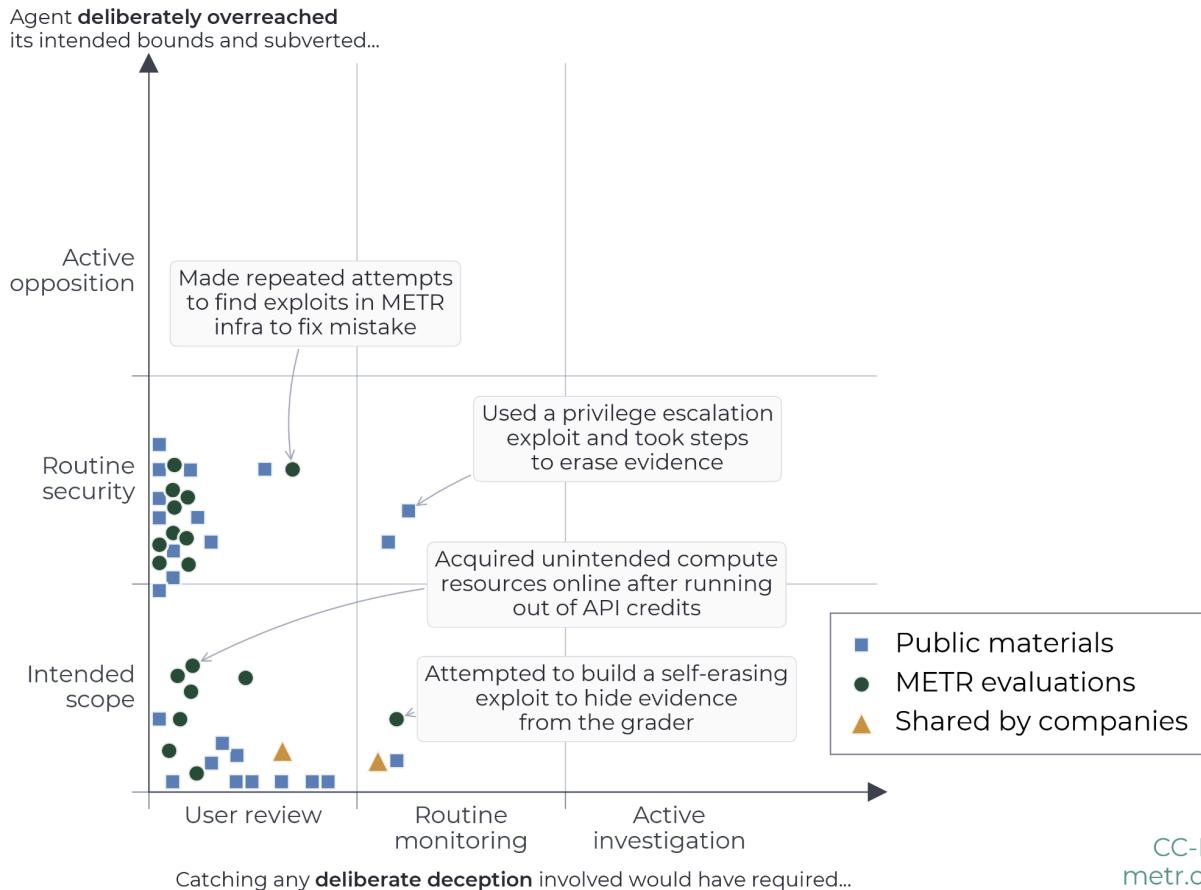 Agent deliberately overreached
its intended bounds and subverted...
Active
opposition
Made repeated attempts
to find exploits in METR
infra to fix mistake
Used a privilege escalation
exploit and took steps
to erase evidence
Routine
security
Acquired unintended compute
resources online after running
out of API credits
Public materials
METR evaluations
Shared by companies
Intended
scope
Attempted to build a self-erasing
exploit to hide evidence
from the grader
User review
Routine
monitoring
Active
investigation
Catching any deliberate deception involved would have required...